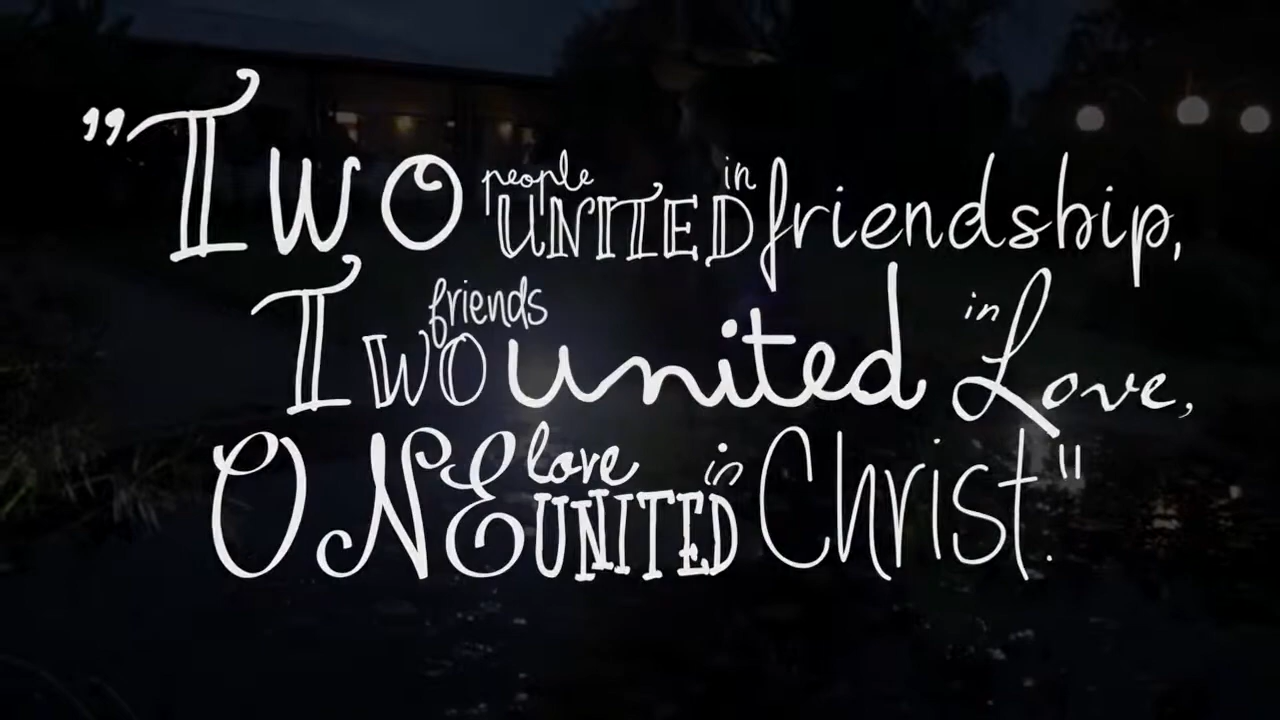 "Two people UNITED in friendship,
Two friends united in Love,
ONE love UNITED in Christ."